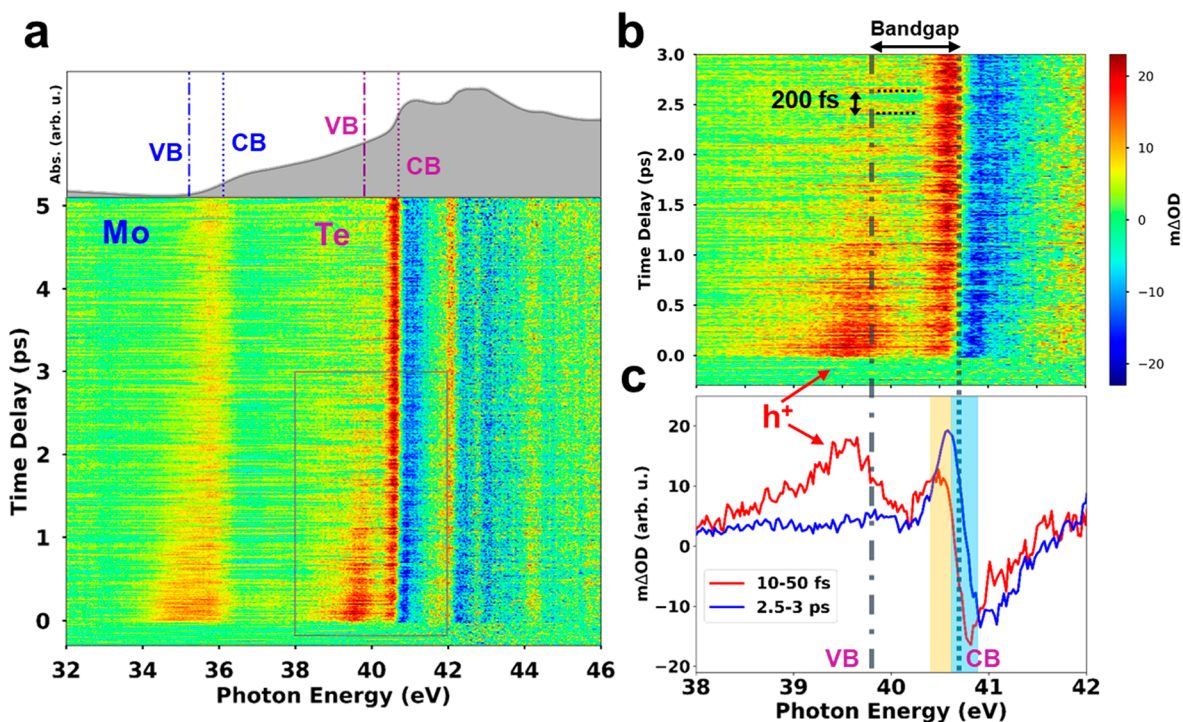 a
Abs. (arb. u.)
VB
CB
VB
CB
Mo
Te
5
4
3
2
1
0
Time Delay (ps)
32 34 36 38 40 42 44 46
Photon Energy (eV)
b
Bandgap
200 fs
3.0
2.5
2.0
1.5
1.0
0.5
0.0
Time Delay (ps)
20
10
0
−10
−20
mΔOD
c
h+
20
10
0
−10
−20
mΔOD (arb. u.)
10-50 fs
2.5-3 ps
VB
CB
38 39 40 41 42
Photon Energy (eV)